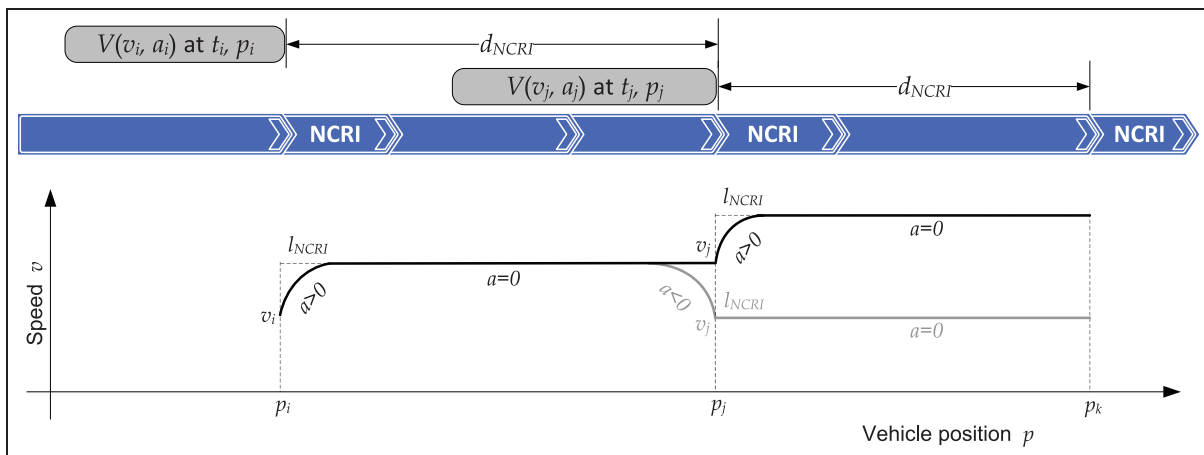 V(vi, ai) at ti, pi
dNCRI
V(vj, aj) at tj, pj
dNCRI
NCRI
NCRI
NCRI
lNCRI
a=0
lNCRI
vj
a>0
a=0
a>0
vi
a<0
lNCRI
vj
a=0
Speed v
pi
pj
pk
Vehicle position p